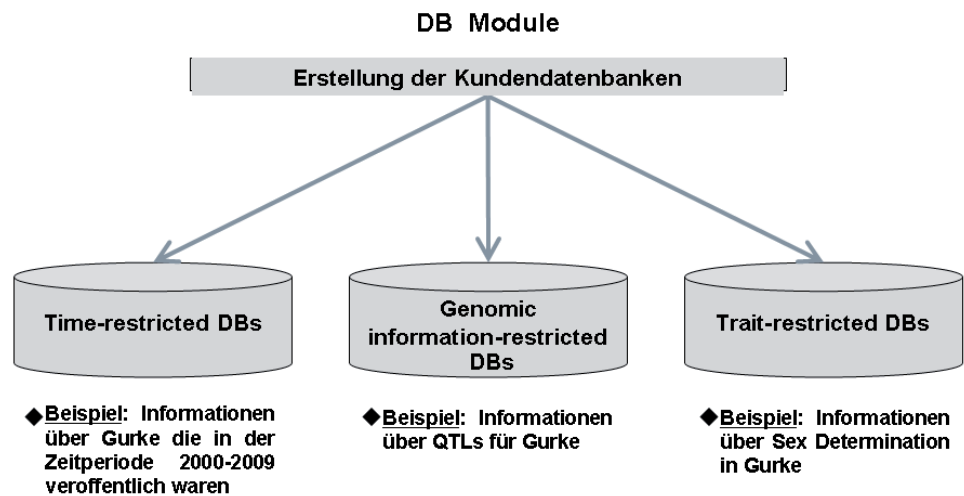 DB Module
Erstellung der Kundendatenbanken
Time-restricted DBs
Genomic
information-restricted
DBs
Trait-restricted DBs
◆Beispiel: Informationen
über Gurke die in der
Zeitperiode 2000-2009
veroffentlich waren
◆Beispiel: Informationen
über QTLs für Gurke
◆Beispiel: Informationen
über Sex Determination
in Gurke